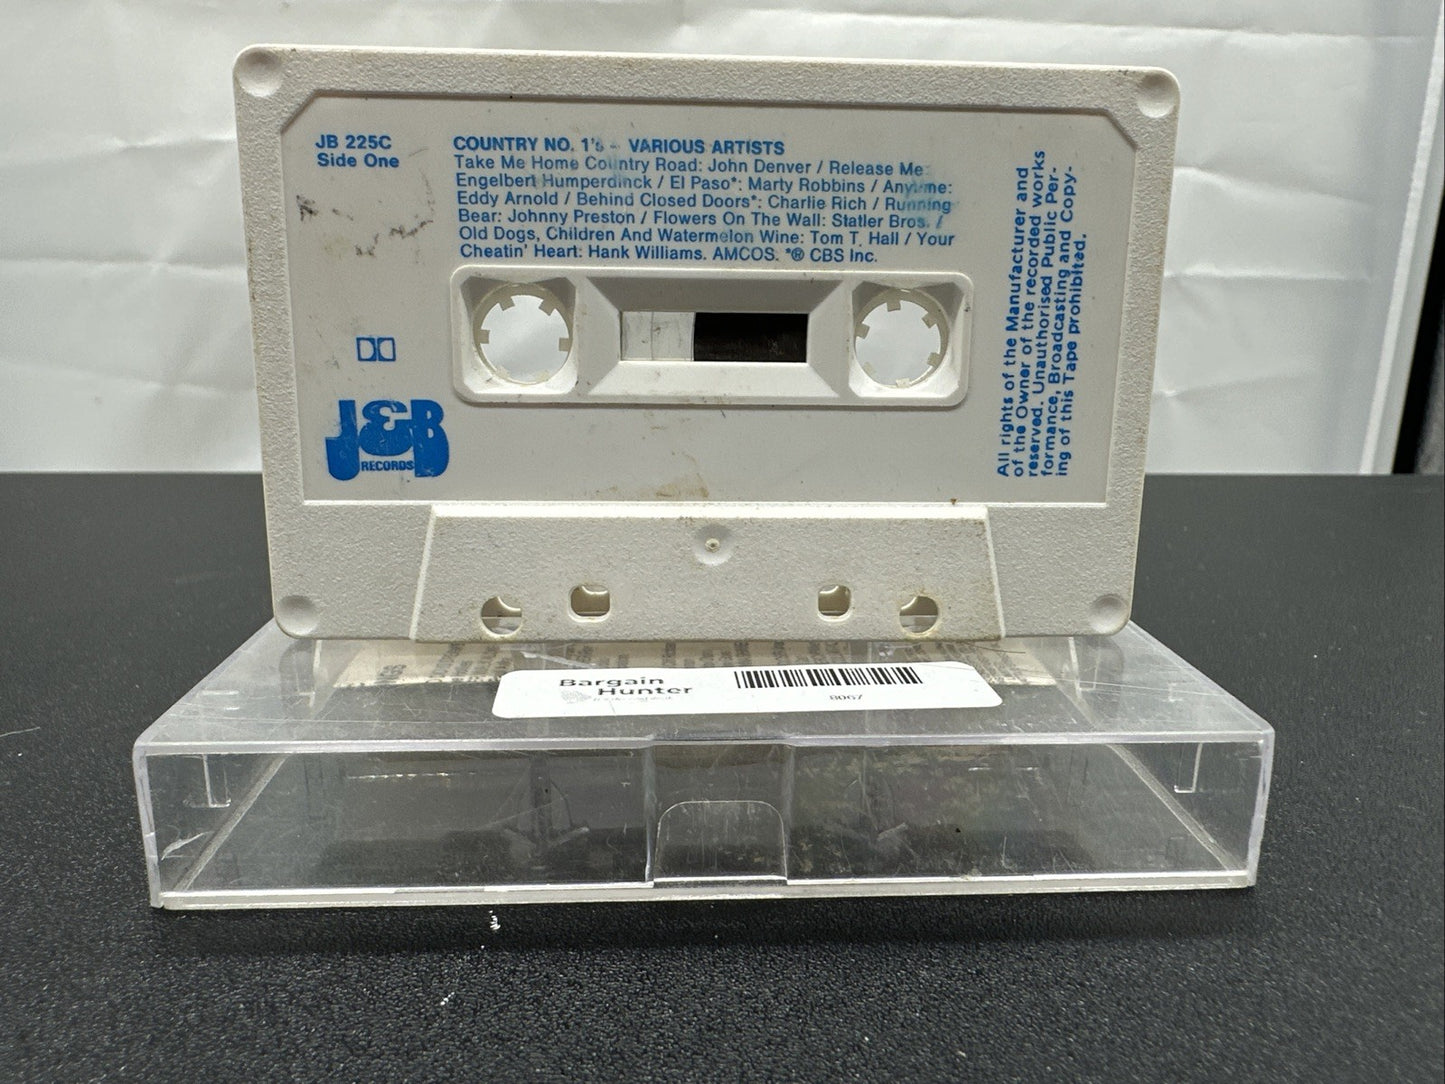 JB 225C
Side One
COUNTRY NO. 1's - VARIOUS ARTISTS
Take Me Home Country Road: John Denver / Release Me:
Engelbert Humperdinck / El Paso*: Marty Robbins / Anytime:
Eddy Arnold / Behind Closed Doors*: Charlie Rich / Running
Bear: Johnny Preston / Flowers On The Wall: Statler Bros. /
Old Dogs, Children And Watermelon Wine: Tom T. Hall / Your
Cheatin' Heart: Hank Williams. AMCOS. *® CBS Inc.
J&B
RECORDS
All rights of the Manufacturer and
of the Owner of the recorded works
reserved. Unauthorised Public Per-
formance, Broadcasting and Copy-
ing of this Tape prohibited.
Bargain
Hunter
8067